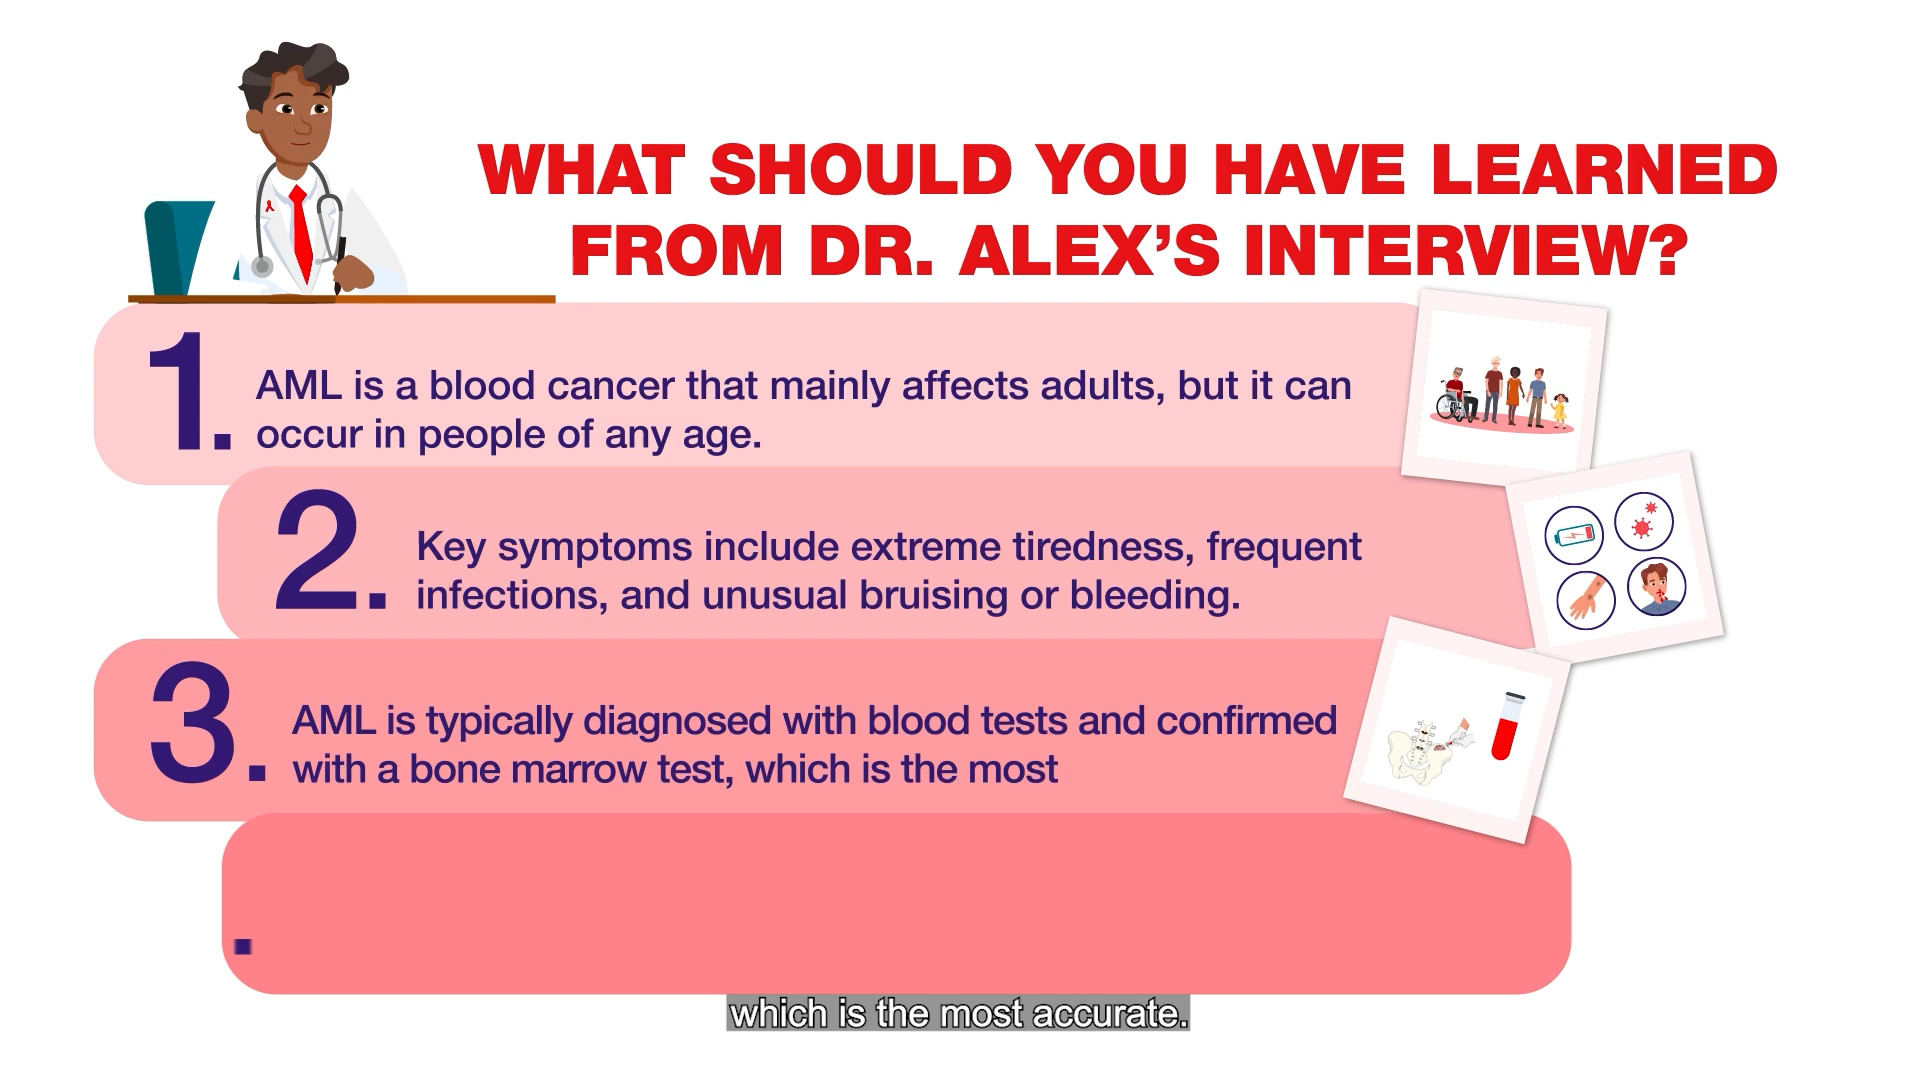 WHAT SHOULD YOU HAVE LEARNED
FROM DR. ALEX’S INTERVIEW?
1. AML is a blood cancer that mainly affects adults, but it can
occur in people of any age.
2. Key symptoms include extreme tiredness, frequent
infections, and unusual bruising or bleeding.
3. AML is typically diagnosed with blood tests and confirmed
with a bone marrow test, which is the most
.
which is the most accurate.